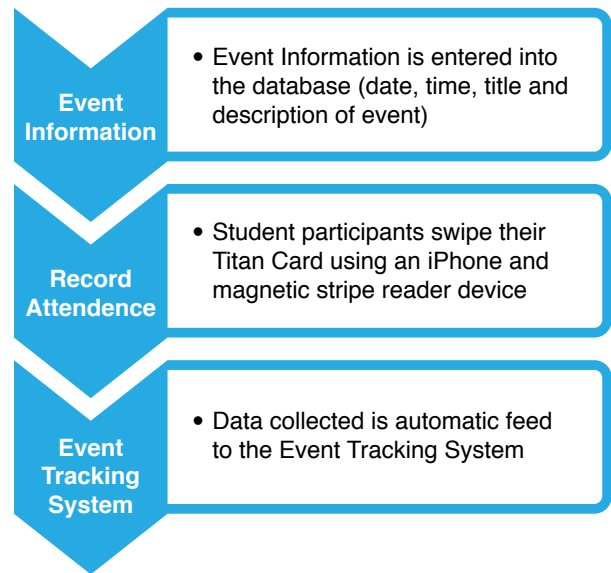 Event
Information
• Event Information is entered into
the database (date, time, title and
description of event)
Record
Attendence
• Student participants swipe their
Titan Card using an iPhone and
magnetic stripe reader device
Event
Tracking
System
• Data collected is automatic feed
to the Event Tracking System